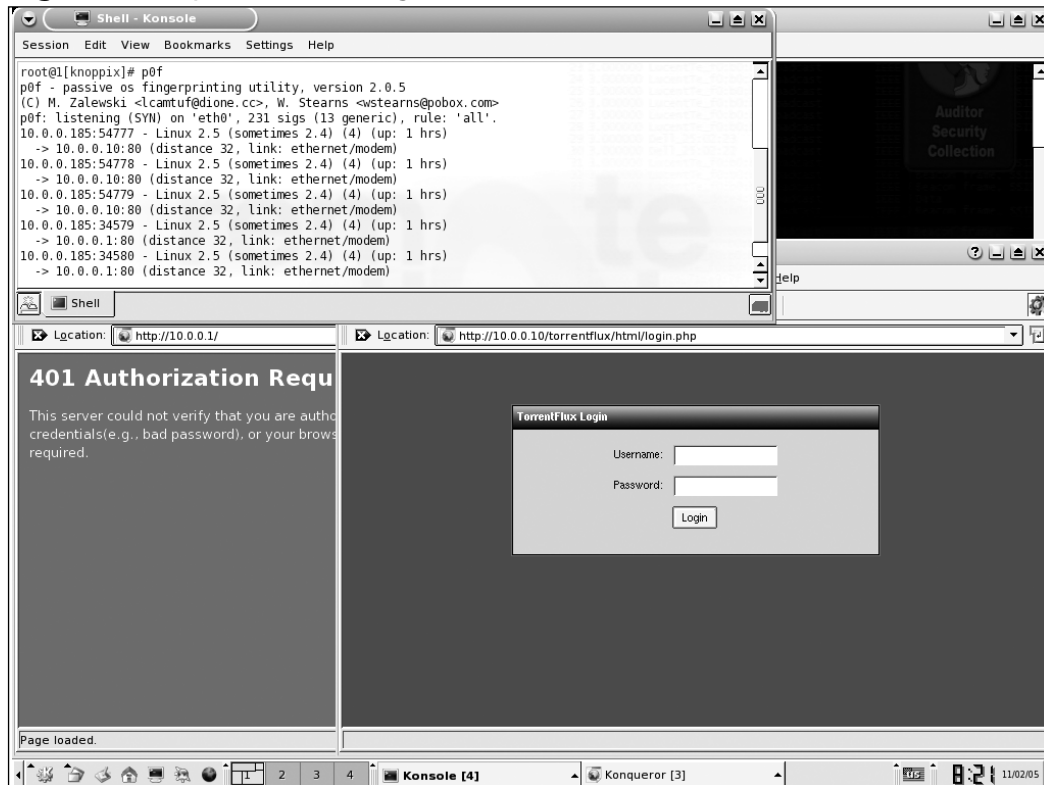 Shell - Konsole
Session Edit View Bookmarks Settings Help
root@1[knoppix]# p0f
p0f - passive os fingerprinting utility, version 2.0.5
(C) M. Zalewski <lcamtuf@dione.cc>, W. Stearns <wstearns@pobox.com>
p0f: listening (SYN) on 'eth0', 231 sigs (13 generic), rule: 'all'.
10.0.0.185:54777 - Linux 2.5 (sometimes 2.4) (4) (up: 1 hrs)
-> 10.0.0.10:80 (distance 32, link: ethernet/modem)
10.0.0.185:54778 - Linux 2.5 (sometimes 2.4) (4) (up: 1 hrs)
-> 10.0.0.10:80 (distance 32, link: ethernet/modem)
10.0.0.185:54779 - Linux 2.5 (sometimes 2.4) (4) (up: 1 hrs)
-> 10.0.0.10:80 (distance 32, link: ethernet/modem)
10.0.0.185:34579 - Linux 2.5 (sometimes 2.4) (4) (up: 1 hrs)
-> 10.0.0.1:80 (distance 32, link: ethernet/modem)
10.0.0.185:34580 - Linux 2.5 (sometimes 2.4) (4) (up: 1 hrs)
-> 10.0.0.1:80 (distance 32, link: ethernet/modem)
Shell
Auditor
Security
Collection
Help
Location: http://10.0.0.1/
401 Authorization Requ
This server could not verify that you are autho
credentials(e.g., bad password), or your brows
required.
Page loaded.
Location: http://10.0.0.10/torrentflux/html/login.php
TorrentFlux Login
Username:
Password:
Login
2 3 4
Konsole [4]
Konqueror [3]
us
8:21
11/02/05